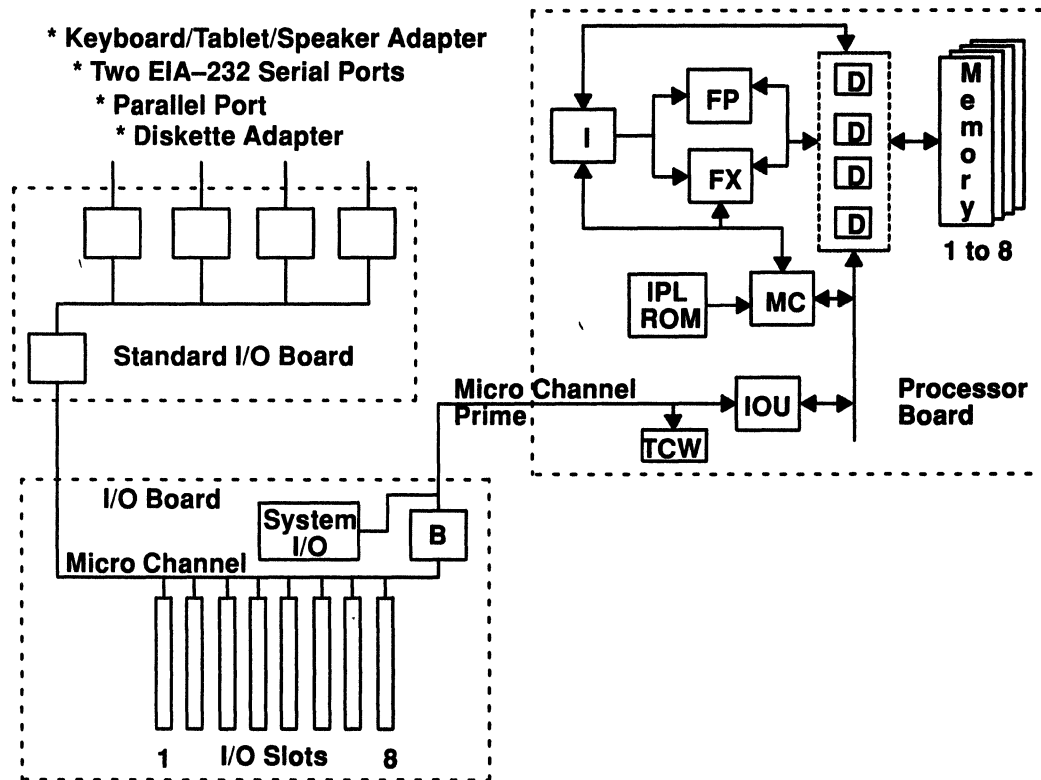 * Keyboard/Tablet/Speaker Adapter
* Two EIA–232 Serial Ports
* Parallel Port
* Diskette Adapter
Standard I/O Board
I
FP
FX
D
D
D
D
Memory
1 to 8
IPL
ROM
MC
IOU
TCW
Processor
Board
Micro Channel
Prime
I/O Board
System
I/O
B
Micro Channel
1 I/O Slots 8